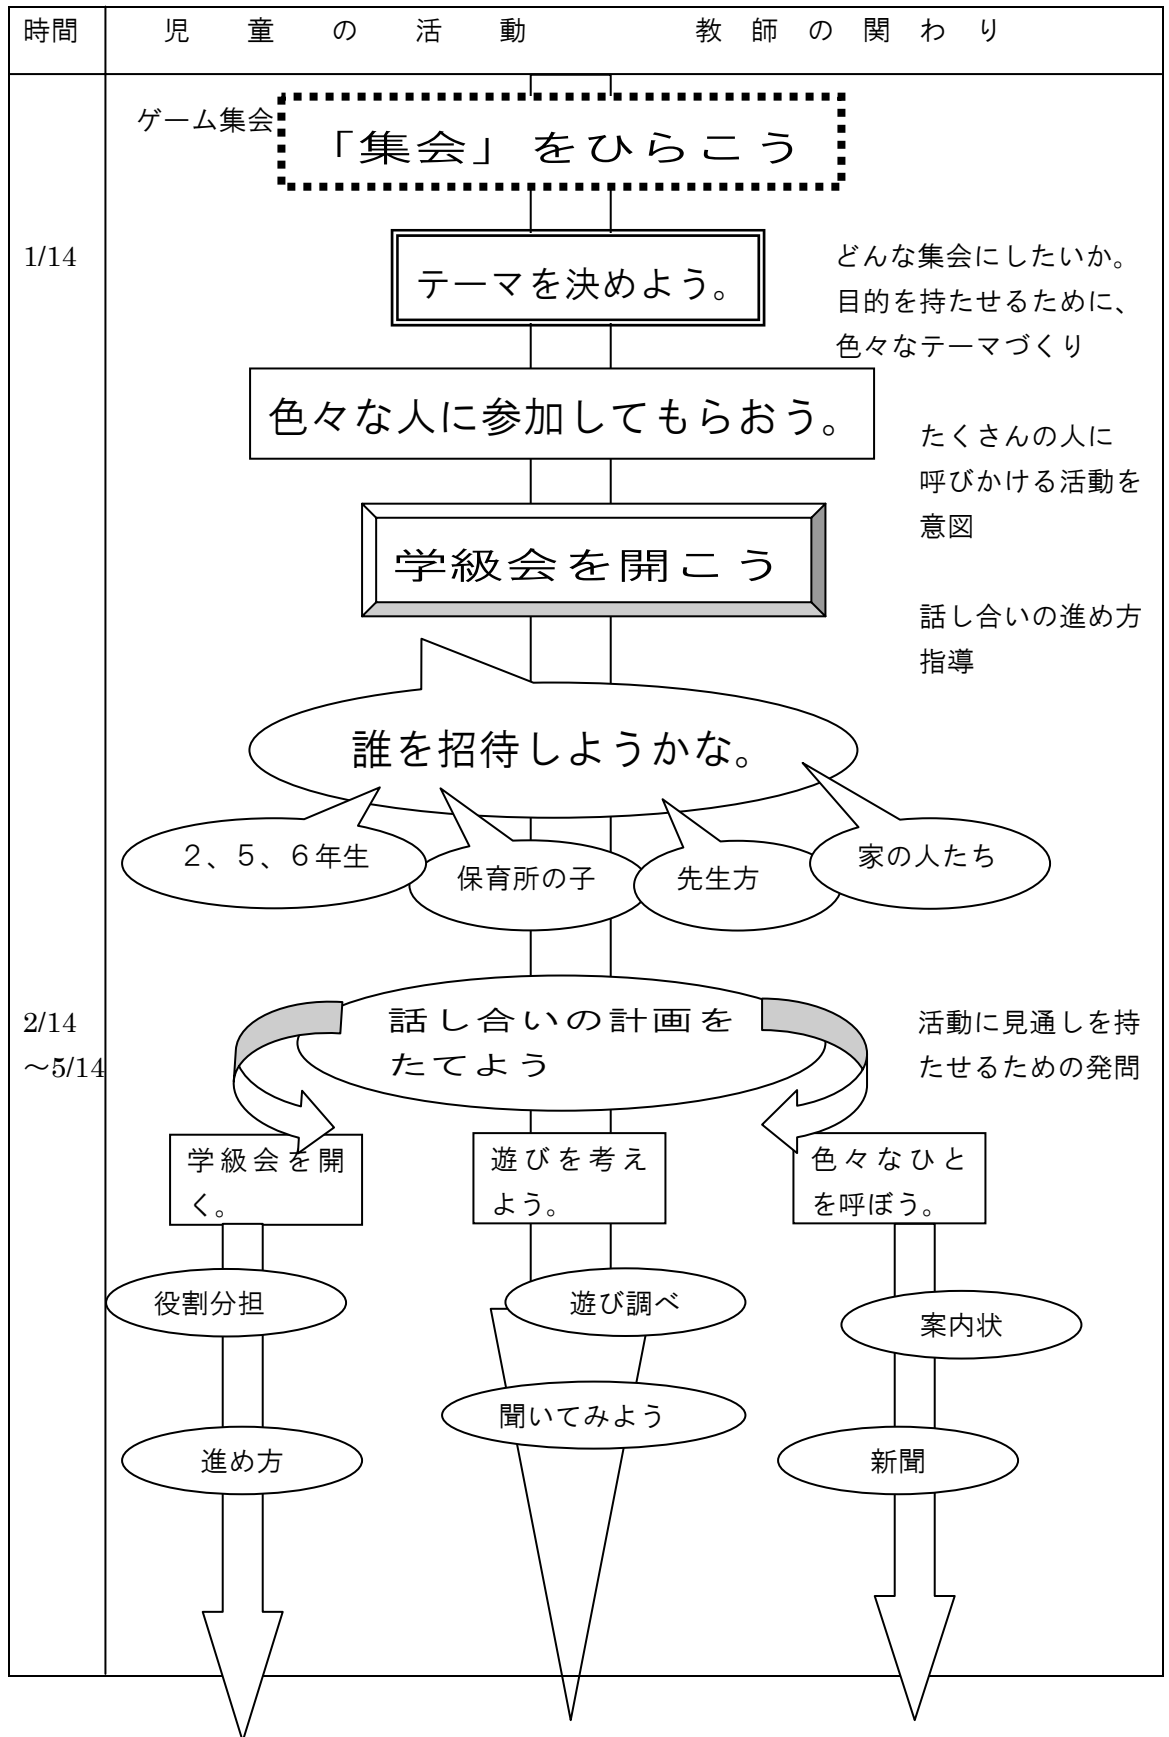 時間 児童の活動 教師の関わり
ゲーム集会
「集会」をひらこう
1/14
テーマを決めよう。
どんな集会にしたいか。
目的を持たせるために、
色々なテーマづくり
色々な人に参加してもらおう。
たくさんの人に
呼びかける活動を
意図
学級会を開こう
話し合いの進め方
指導
誰を招待しようかな。
２、５、６年生
保育所の子
先生方
家の人たち
2/14
～5/14
話し合いの計画を
たてよう
活動に見通しを持
たせるための発問
学級会を開
く。
遊びを考え
よう。
色々なひと
を呼ぼう。
役割分担
遊び調べ
案内状
聞いてみよう
進め方
新聞